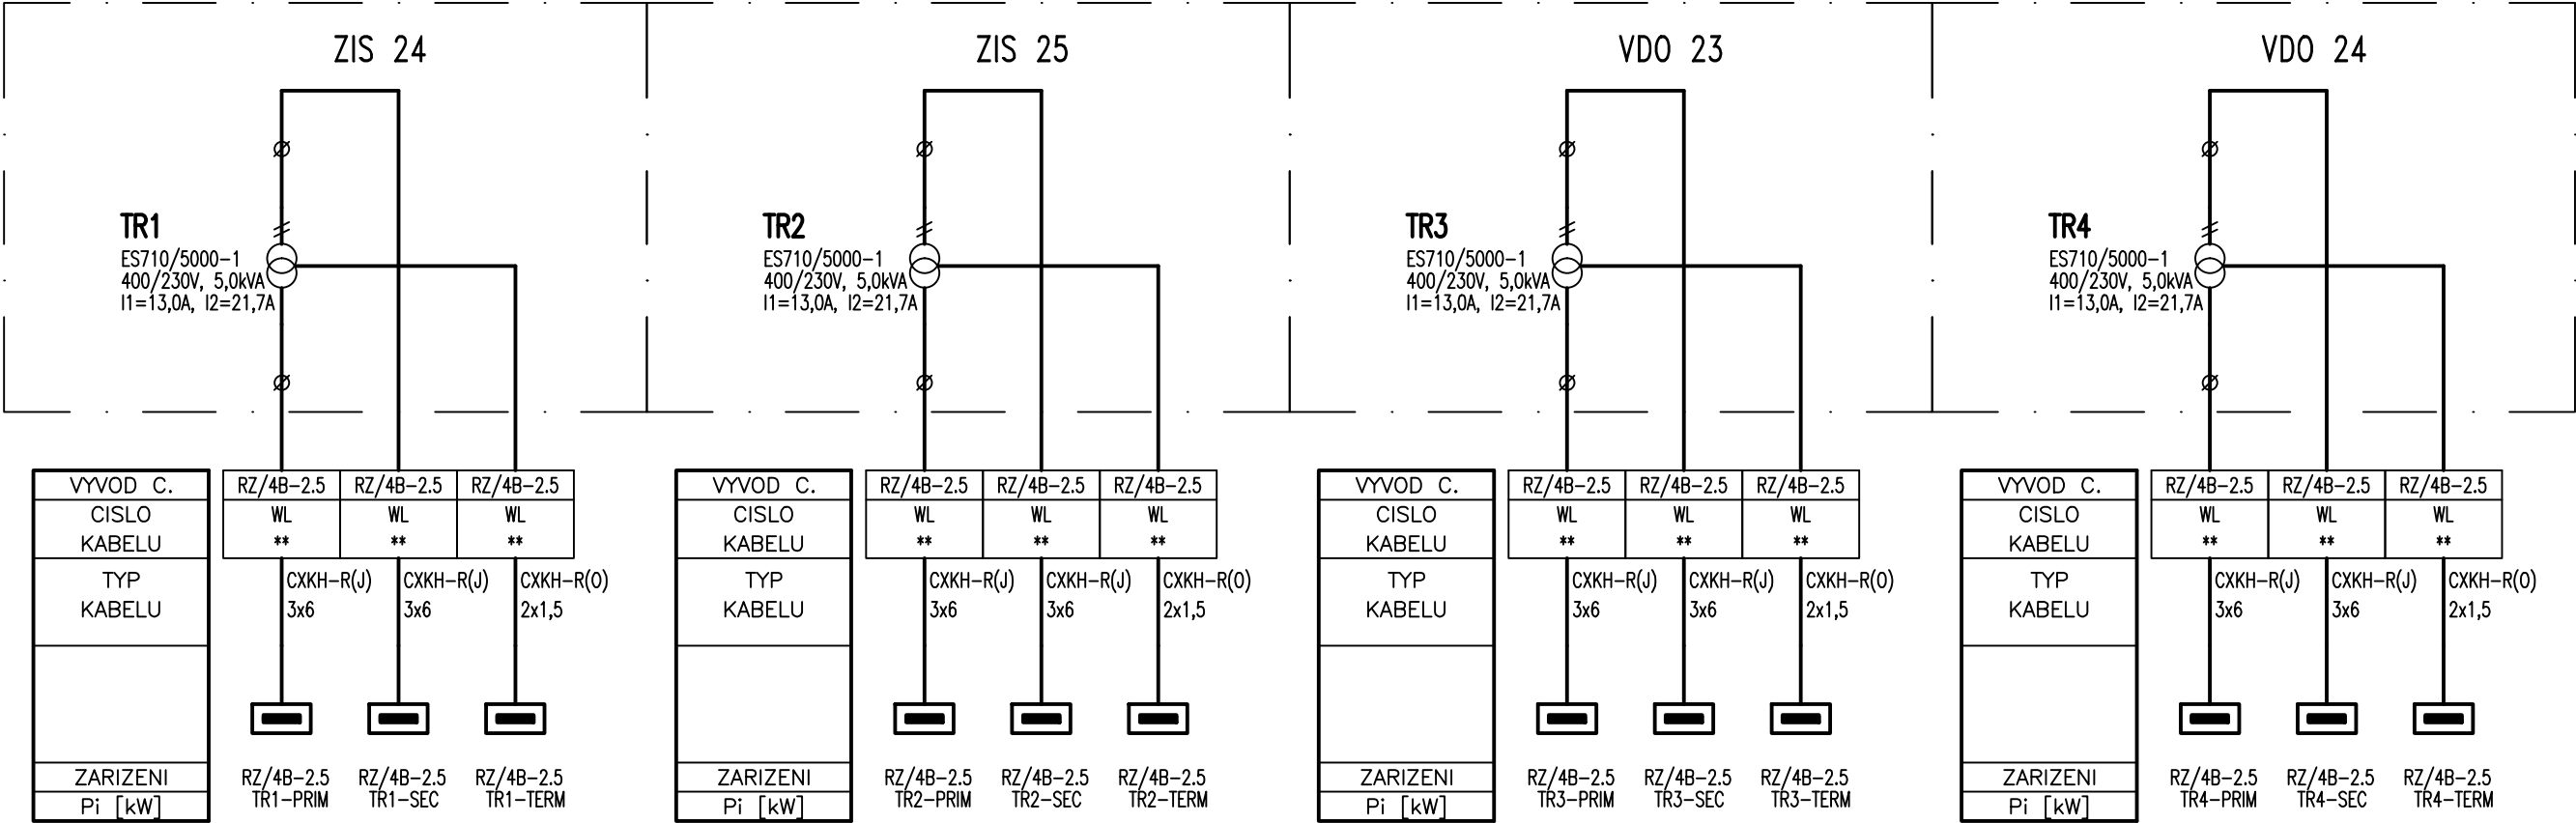 ZIS 24
TR1
ES710/5000-1
400/230V, 5,0kVA
I1=13,0A, I2=21,7A
VYVOD C.
RZ/4B-2.5 RZ/4B-2.5 RZ/4B-2.5
CISLO
WL WL WL
KABELU
** ** **
TYP
CXKH-R(J) CXKH-R(J) CXKH-R(O)
KABELU
3x6 3x6 2x1,5
ZARIZENI
RZ/4B-2.5 RZ/4B-2.5 RZ/4B-2.5
Pi [kW]
TR1-PRIM TR1-SEC TR1-TERM
ZIS 25
TR2
ES710/5000-1
400/230V, 5,0kVA
I1=13,0A, I2=21,7A
VYVOD C.
RZ/4B-2.5 RZ/4B-2.5 RZ/4B-2.5
CISLO
WL WL WL
KABELU
** ** **
TYP
CXKH-R(J) CXKH-R(J) CXKH-R(O)
KABELU
3x6 3x6 2x1,5
ZARIZENI
RZ/4B-2.5 RZ/4B-2.5 RZ/4B-2.5
Pi [kW]
TR2-PRIM TR2-SEC TR2-TERM
VDO 23
TR3
ES710/5000-1
400/230V, 5,0kVA
I1=13,0A, I2=21,7A
VYVOD C.
RZ/4B-2.5 RZ/4B-2.5 RZ/4B-2.5
CISLO
WL WL WL
KABELU
** ** **
TYP
CXKH-R(J) CXKH-R(J) CXKH-R(O)
KABELU
3x6 3x6 2x1,5
ZARIZENI
RZ/4B-2.5 RZ/4B-2.5 RZ/4B-2.5
Pi [kW]
TR3-PRIM TR3-SEC TR3-TERM
VDO 24
TR4
ES710/5000-1
400/230V, 5,0kVA
I1=13,0A, I2=21,7A
VYVOD C.
RZ/4B-2.5 RZ/4B-2.5 RZ/4B-2.5
CISLO
WL WL WL
KABELU
** ** **
TYP
CXKH-R(J) CXKH-R(J) CXKH-R(O)
KABELU
3x6 3x6 2x1,5
ZARIZENI
RZ/4B-2.5 RZ/4B-2.5 RZ/4B-2.5
Pi [kW]
TR4-PRIM TR4-SEC TR4-TERM